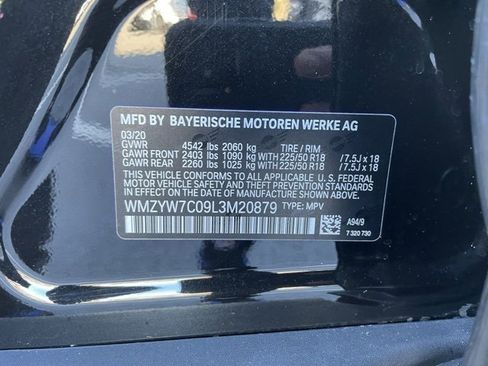 MFD BY BAYERISCHE MOTOREN WERKE AG
03/20
GVWR 4542 lbs 2060 kg TIRE / RIM
GAWR FRONT 2403 lbs 1090 kg WITH 225/50 R18 /7.5J x 18
GAWR REAR 2260 lbs 1025 kg WITH 225/50 R18 /7.5J x 18
THIS VEHICLE CONFORMS TO ALL APPLICABLE U. S. FEDERAL
MOTOR VEHICLE SAFETY, BUMPER, AND THEFT PREVENTION
STANDARDS IN EFFECT ON THE DATE OF MANUFACTURE
SHOWN ABOVE.
WMZYW7C09L3M20879 TYPE: MPV
A94/9
7 320 730